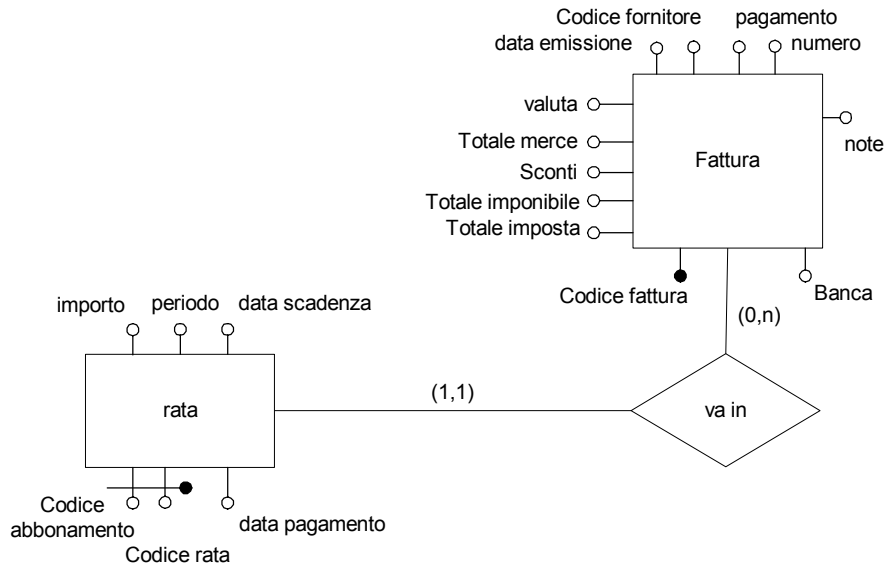 Codice fornitore
pagamento
data emissione
numero
valuta
Totale merce
Fattura
note
Sconti
Totale imponibile
Totale imposta
Codice fattura
Banca
(0,n)
importo
periodo
data scadenza
rata
(1,1)
va in
Codice
abbonamento
data pagamento
Codice rata